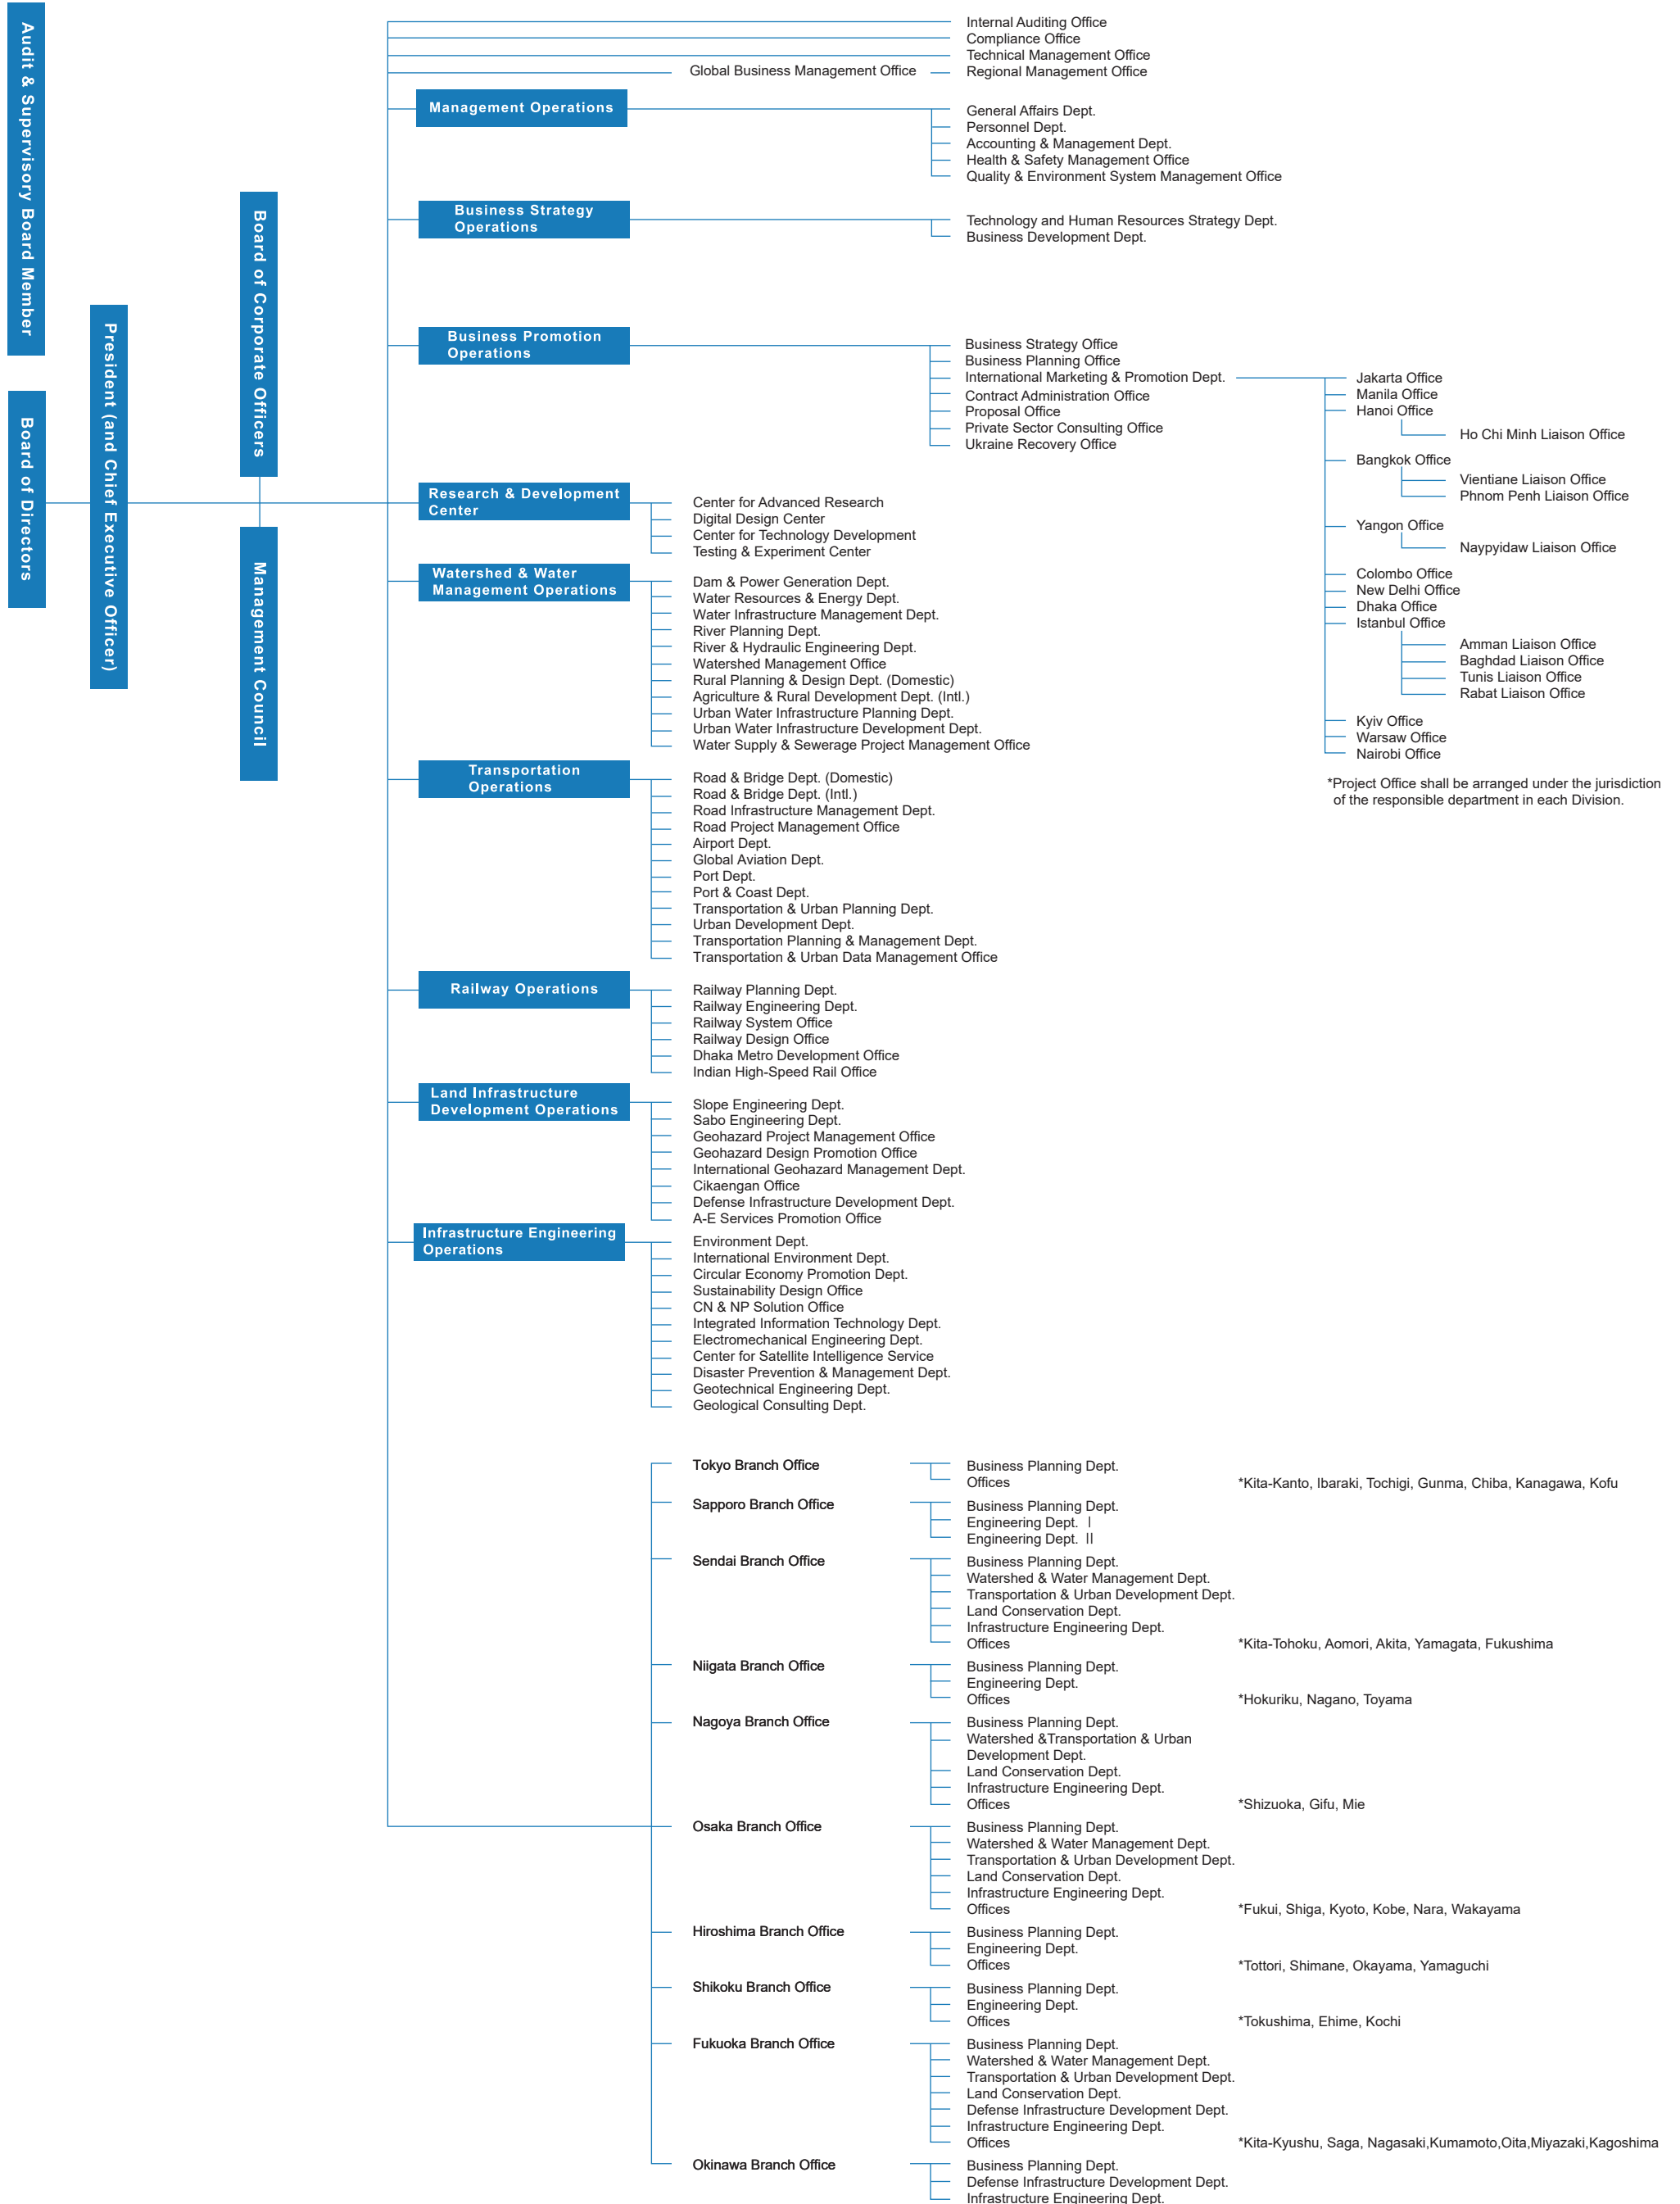 Audit & Supervisory Board Member
Board of Directors
President (and Chief Executive Officer)
Board of Corporate Officers
Management Council
Internal Auditing Office
Compliance Office
Technical Management Office
Global Business Management Office
Regional Management Office
Management Operations
General Affairs Dept.
Personnel Dept.
Accounting & Management Dept.
Health & Safety Management Office
Quality & Environment System Management Office
Business Strategy
Operations
Technology and Human Resources Strategy Dept.
Business Development Dept.
Business Promotion
Operations
Business Strategy Office
Business Planning Office
International Marketing & Promotion Dept.
Contract Administration Office
Proposal Office
Private Sector Consulting Office
Ukraine Recovery Office
Jakarta Office
Manila Office
Hanoi Office
Ho Chi Minh Liaison Office
Bangkok Office
Vientiane Liaison Office
Phnom Penh Liaison Office
Yangon Office
Naypyidaw Liaison Office
Colombo Office
New Delhi Office
Dhaka Office
Istanbul Office
Amman Liaison Office
Baghdad Liaison Office
Tunis Liaison Office
Rabat Liaison Office
Kyiv Office
Warsaw Office
Nairobi Office
*Project Office shall be arranged under the jurisdiction
of the responsible department in each Division.
Research & Development
Center
Center for Advanced Research
Digital Design Center
Center for Technology Development
Testing & Experiment Center
Watershed & Water
Management Operations
Dam & Power Generation Dept.
Water Resources & Energy Dept.
Water Infrastructure Management Dept.
River Planning Dept.
River & Hydraulic Engineering Dept.
Watershed Management Office
Rural Planning & Design Dept. (Domestic)
Agriculture & Rural Development Dept. (Intl.)
Urban Water Infrastructure Planning Dept.
Urban Water Infrastructure Development Dept.
Water Supply & Sewerage Project Management Office
Transportation
Operations
Road & Bridge Dept. (Domestic)
Road & Bridge Dept. (Intl.)
Road Infrastructure Management Dept.
Road Project Management Office
Airport Dept.
Global Aviation Dept.
Port Dept.
Port & Coast Dept.
Transportation & Urban Planning Dept.
Urban Development Dept.
Transportation Planning & Management Dept.
Transportation & Urban Data Management Office
Railway Operations
Railway Planning Dept.
Railway Engineering Dept.
Railway System Office
Railway Design Office
Dhaka Metro Development Office
Indian High-Speed Rail Office
Land Infrastructure
Development Operations
Slope Engineering Dept.
Sabo Engineering Dept.
Geohazard Project Management Office
Geohazard Design Promotion Office
International Geohazard Management Dept.
Cikaengan Office
Defense Infrastructure Development Dept.
A-E Services Promotion Office
Infrastructure Engineering
Operations
Environment Dept.
International Environment Dept.
Circular Economy Promotion Dept.
Sustainability Design Office
CN & NP Solution Office
Integrated Information Technology Dept.
Electromechanical Engineering Dept.
Center for Satellite Intelligence Service
Disaster Prevention & Management Dept.
Geotechnical Engineering Dept.
Geological Consulting Dept.
Tokyo Branch Office
Business Planning Dept.
Offices
*Kita-Kanto, Ibaraki, Tochigi, Gunma, Chiba, Kanagawa, Kofu
Sapporo Branch Office
Business Planning Dept.
Engineering Dept. Ⅰ
Engineering Dept. Ⅱ
Sendai Branch Office
Business Planning Dept.
Watershed & Water Management Dept.
Transportation & Urban Development Dept.
Land Conservation Dept.
Infrastructure Engineering Dept.
Offices
*Kita-Tohoku, Aomori, Akita, Yamagata, Fukushima
Niigata Branch Office
Business Planning Dept.
Engineering Dept.
Offices
*Hokuriku, Nagano, Toyama
Nagoya Branch Office
Business Planning Dept.
Watershed &Transportation & Urban
Development Dept.
Land Conservation Dept.
Infrastructure Engineering Dept.
Offices
*Shizuoka, Gifu, Mie
Osaka Branch Office
Business Planning Dept.
Watershed & Water Management Dept.
Transportation & Urban Development Dept.
Land Conservation Dept.
Infrastructure Engineering Dept.
Offices
*Fukui, Shiga, Kyoto, Kobe, Nara, Wakayama
Hiroshima Branch Office
Business Planning Dept.
Engineering Dept.
Offices
*Tottori, Shimane, Okayama, Yamaguchi
Shikoku Branch Office
Business Planning Dept.
Engineering Dept.
Offices
*Tokushima, Ehime, Kochi
Fukuoka Branch Office
Business Planning Dept.
Watershed & Water Management Dept.
Transportation & Urban Development Dept.
Land Conservation Dept.
Defense Infrastructure Development Dept.
Infrastructure Engineering Dept.
Offices
*Kita-Kyushu, Saga, Nagasaki,Kumamoto,Oita,Miyazaki,Kagoshima
Okinawa Branch Office
Business Planning Dept.
Defense Infrastructure Development Dept.
Infrastructure Engineering Dept.